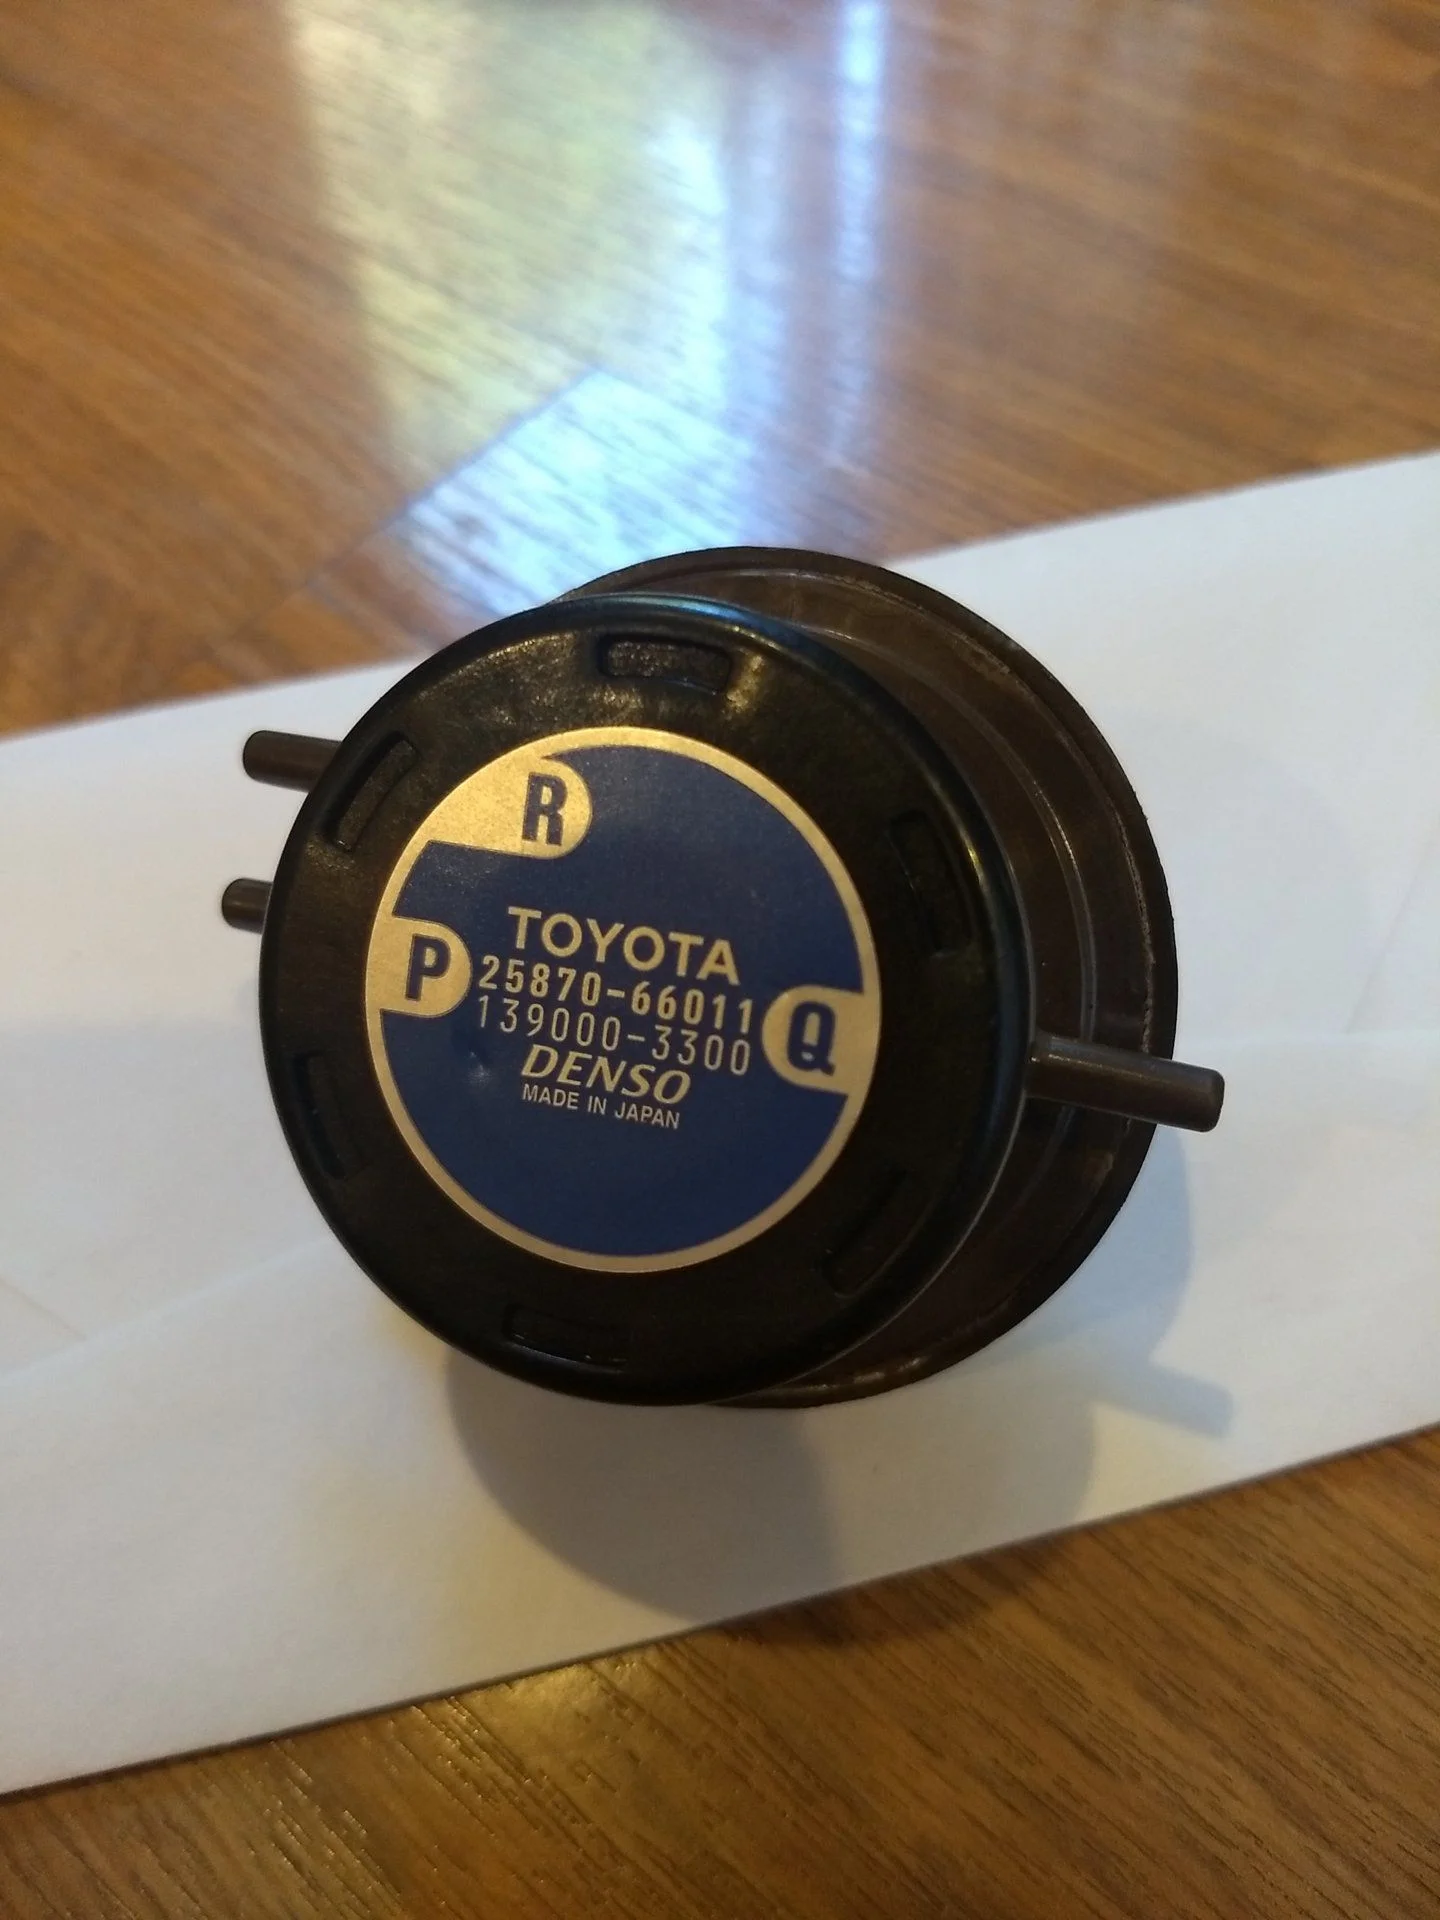 R
TOYOTA
P
25870-66011
139000-3300
Q
DENSO
MADE IN JAPAN